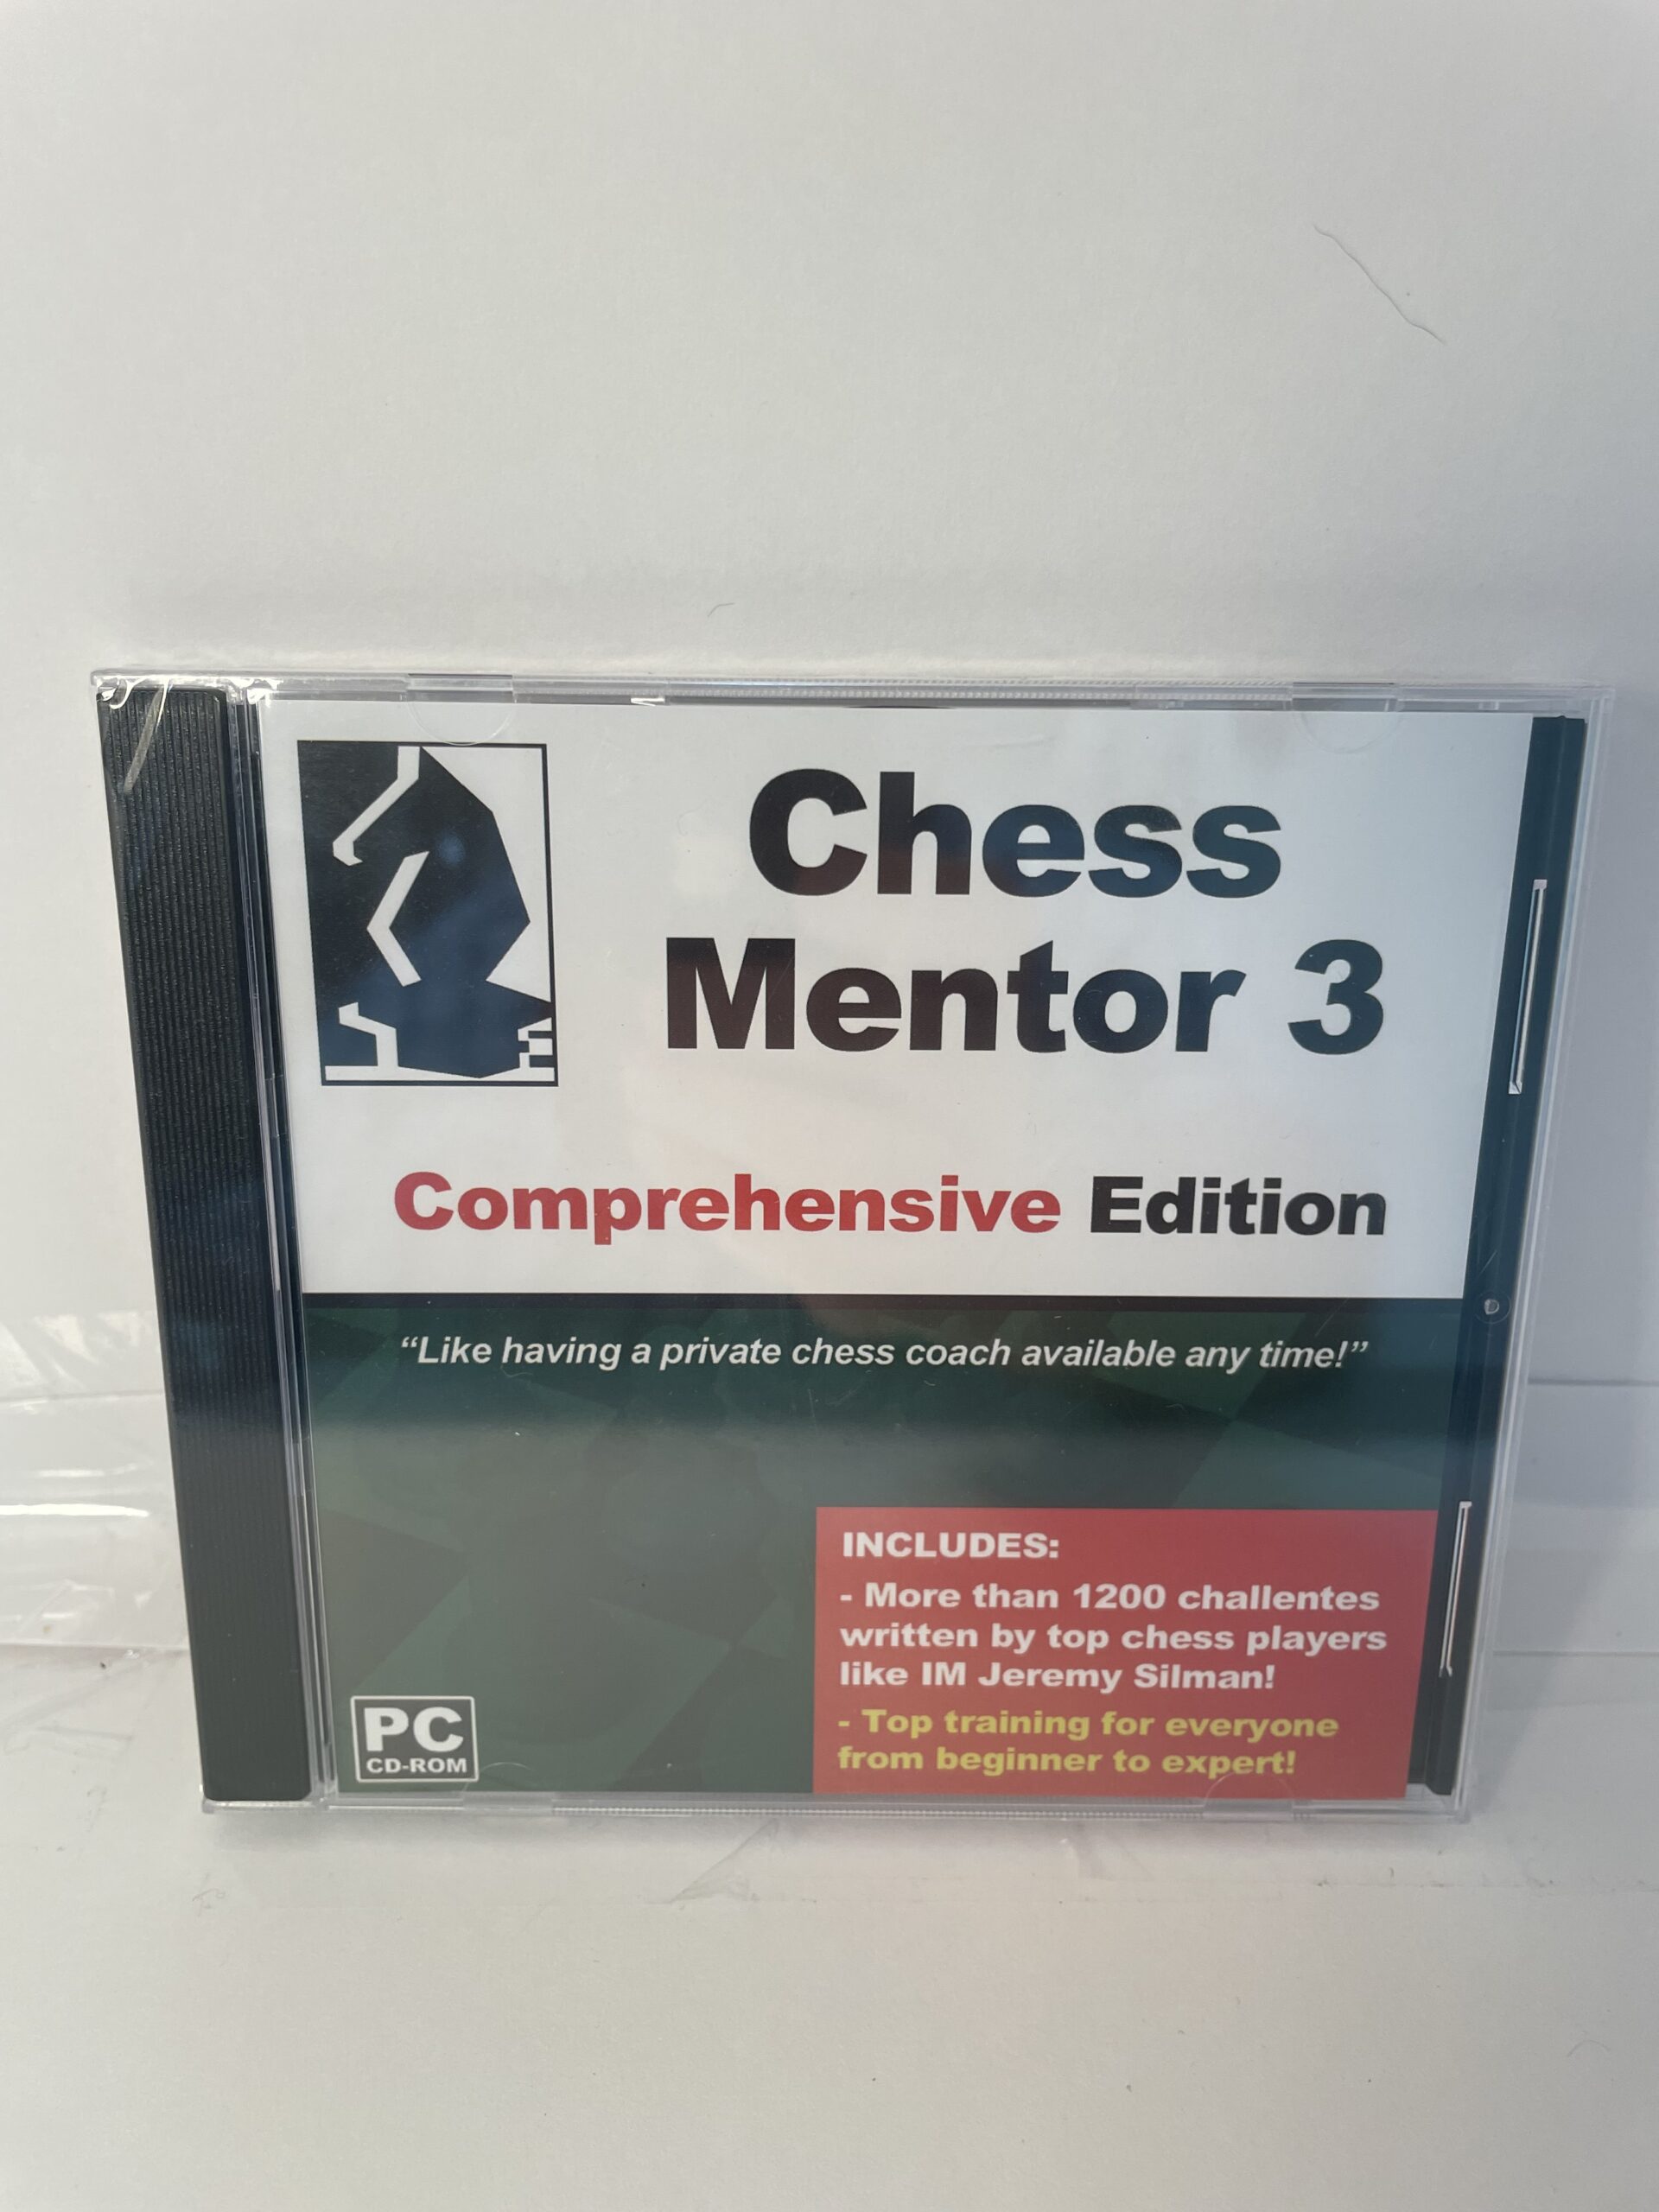 Chess
Mentor 3
Comprehensive Edition
“Like having a private chess coach available any time!”
INCLUDES:
- More than 1200 challentes
written by top chess players
like IM Jeremy Silman!
- Top training for everyone
from beginner to expert!
PC
CD-ROM